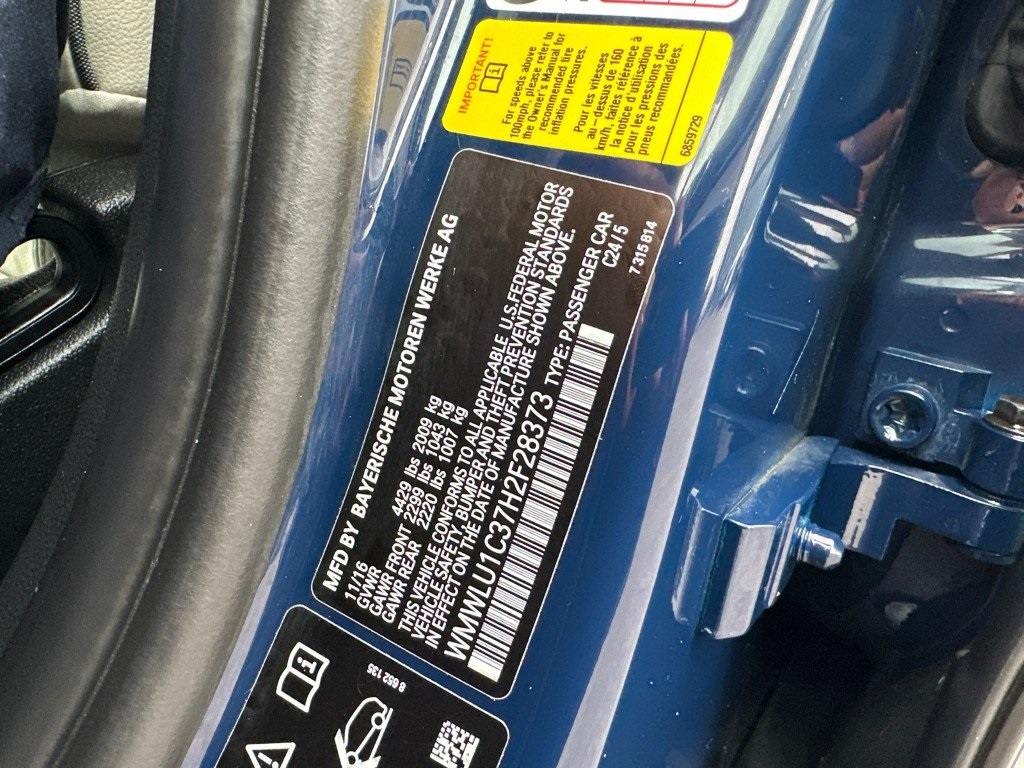 IMPORTANT!
For speeds above
100mph, please refer to
the Owner's Manual for
recommended tire
inflation pressures.
Pour les vitesses
au–dessus de 160
km/h, faites référence à
la notice d'utilisation
pour les pressions des
pneus recommandées.
6859729
MFD BY BAYERISCHE MOTOREN WERKE AG
11/16
GVWR 4429 lbs 2009 kg
GAWR FRONT 2299 lbs 1043 kg
GAWR REAR 2220 lbs 1007 kg
THIS VEHICLE CONFORMS TO ALL APPLICABLE U.S.FEDERAL MOTOR
VEHICLE SAFETY, BUMPER AND THEFT PREVENTION STANDARDS
IN EFFECT ON THE DATE OF MANUFACTURE SHOWN ABOVE.
WMWLU1C37H2F28373 TYPE: PASSENGER CAR
C24/5
7 315 814
8 652 135